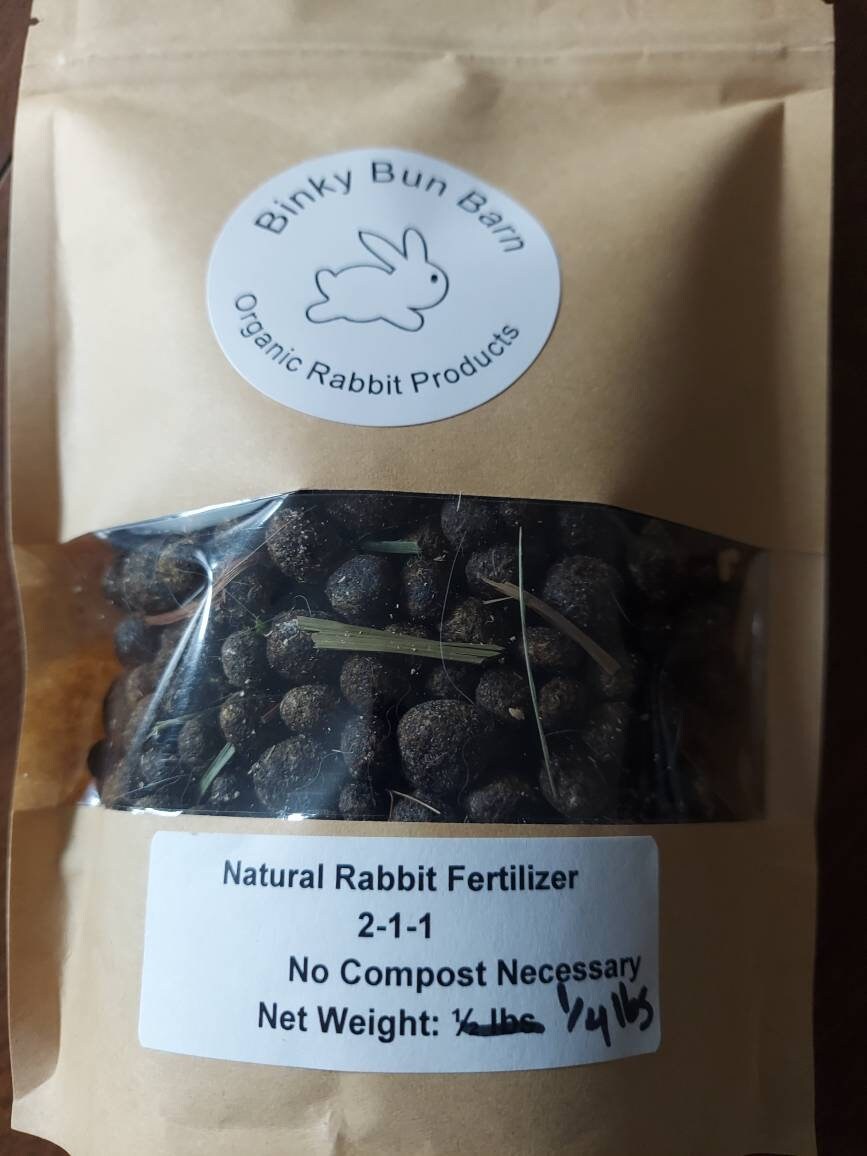 Binky Bun Barn
Organic Rabbit Products
Natural Rabbit Fertilizer
2-1-1
No Compost Necessary
Net Weight: ½ lbs 1/4 lbs